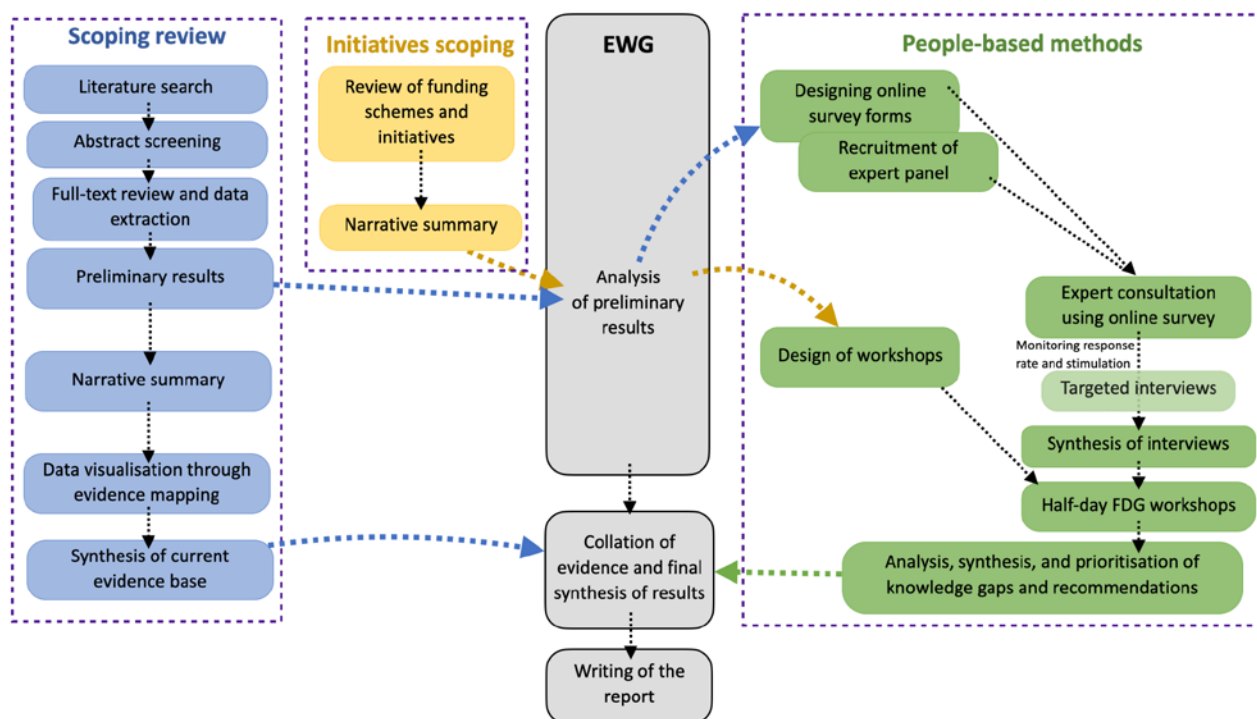 Scoping review
Literature search
Abstract screening
Full-text review and data
extraction
Preliminary results
Narrative summary
Data visualisation through
evidence mapping
Synthesis of current
evidence base
Initiatives scoping
Review of funding
schemes and
initiatives
Narrative summary
EWG
Analysis
of preliminary
results
Collation of
evidence and final
synthesis of results
Writing of the
report
People-based methods
Designing online
survey forms
Recruitment of
expert panel
Expert consultation
using online survey
Monitoring response
rate and stimulation
Design of workshops
Targeted interviews
Synthesis of interviews
Half-day FDG workshops
Analysis, synthesis, and prioritisation of
knowledge gaps and recommendations